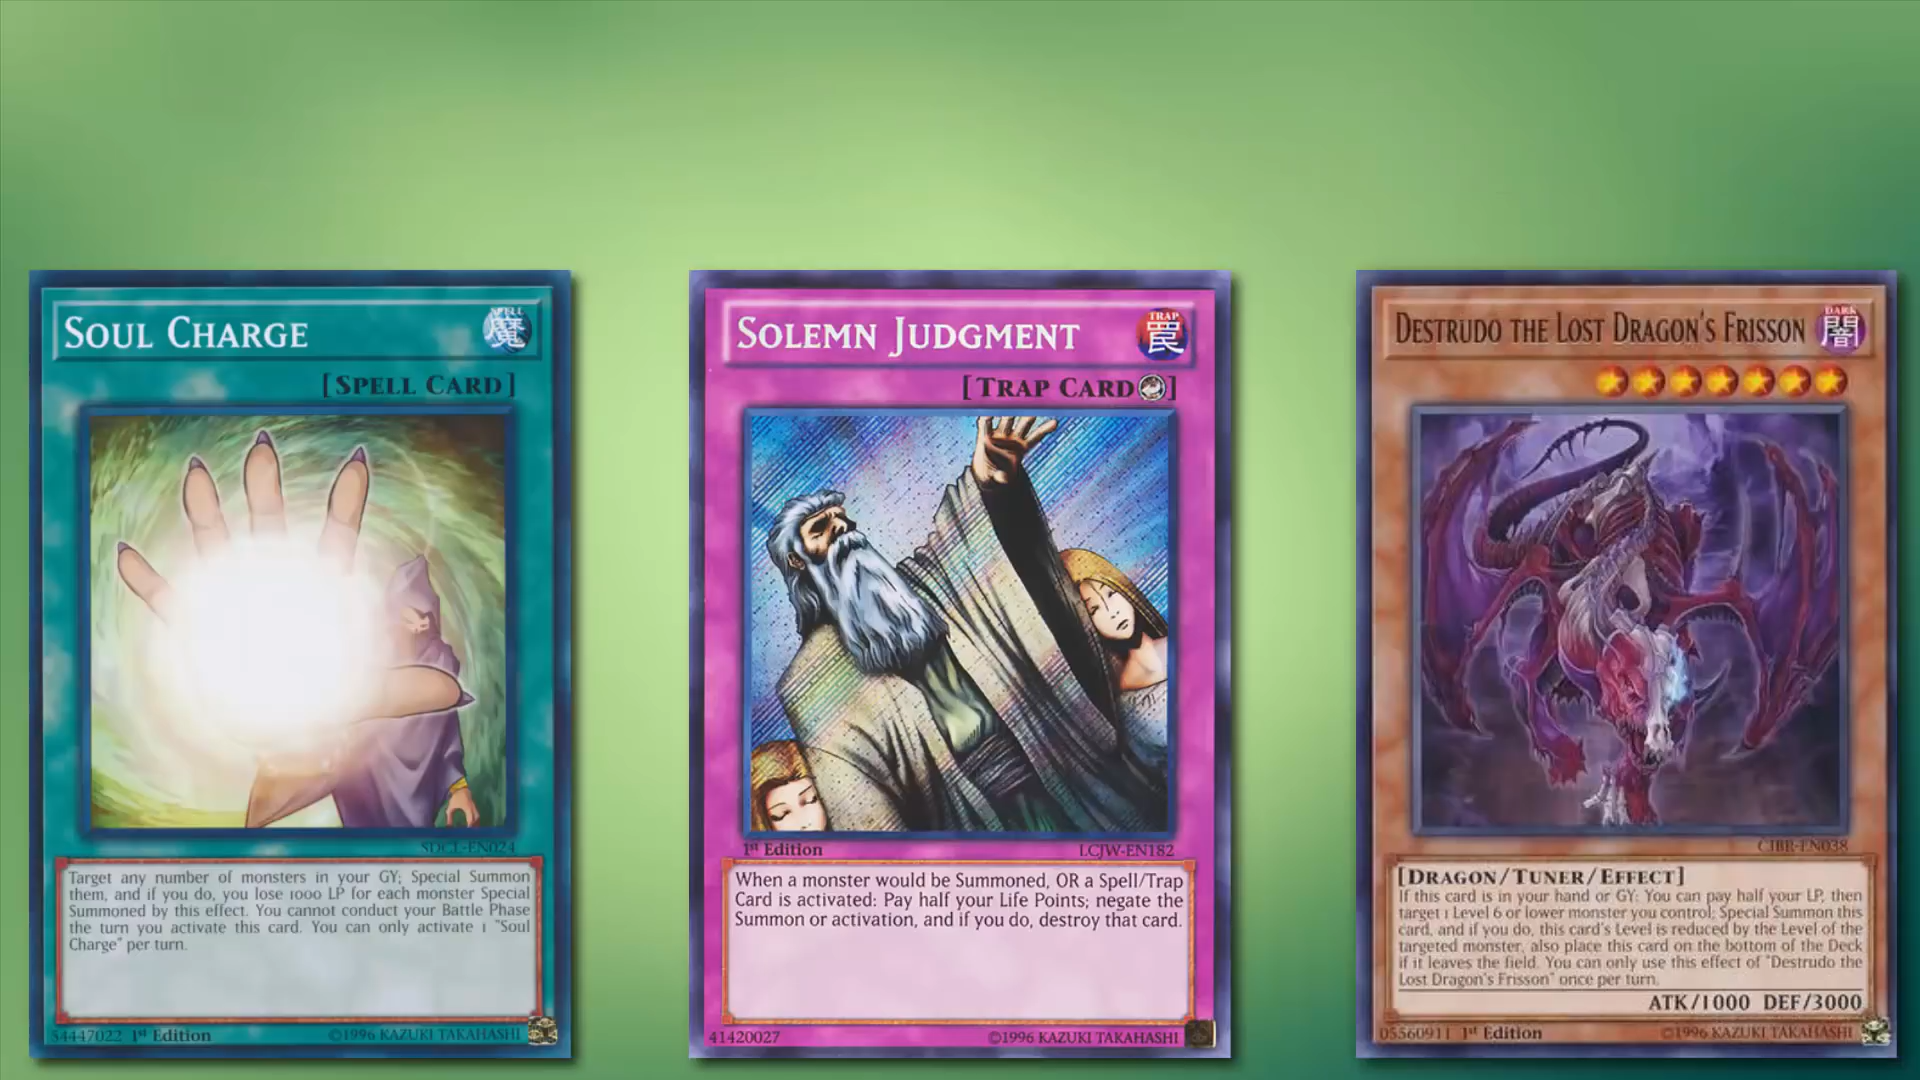 SOUL CHARGE
SPELL
魔
[SPELL CARD]
SDCL-EN024
Target any number of monsters in your GY; Special Summon
them, and if you do, you lose 1000 LP for each monster Special
Summoned by this effect. You cannot conduct your Battle Phase
the turn you activate this card. You can only activate 1 "Soul
Charge" per turn.
54447022 1st Edition ©1996 KAZUKI TAKAHASHI
SOLEMN JUDGMENT
TRAP
罠
[TRAP CARD]
1st Edition LCJW-EN182
When a monster would be Summoned, OR a Spell/Trap
Card is activated: Pay half your Life Points; negate the
Summon or activation, and if you do, destroy that card.
41420027 ©1996 KAZUKI TAKAHASHI
DESTRUDO THE LOST DRAGON'S FRISSON
DARK
闇
CIBR-EN038
[DRAGON/TUNER/EFFECT]
If this card is in your hand or GY: You can pay half your LP, then
target 1 Level 6 or lower monster you control; Special Summon this
card, and if you do, this card's Level is reduced by the Level of the
targeted monster, also place this card on the bottom of the Deck
if it leaves the field. You can only use this effect of "Destrudo the
Lost Dragon's Frisson" once per turn.
ATK/1000 DEF/3000
05560911 1st Edition ©1996 KAZUKI TAKAHASHI